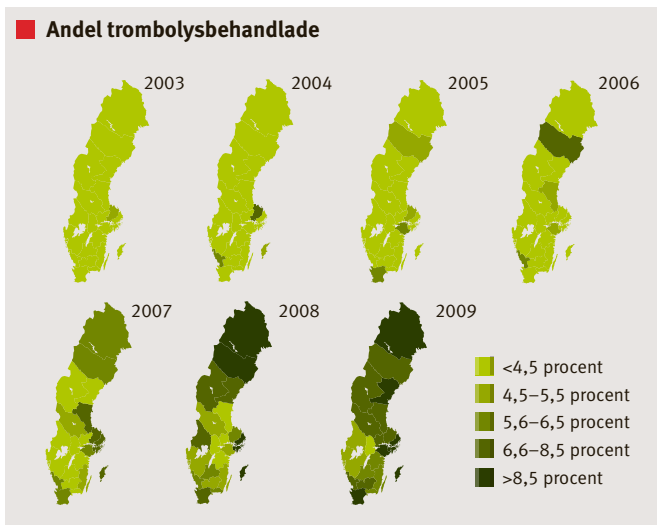 Andel trombolysbehandlade
2003
2004
2005
2006
2007
2008
2009
<4,5 procent
4,5–5,5 procent
5,6–6,5 procent
6,6–8,5 procent
>8,5 procent